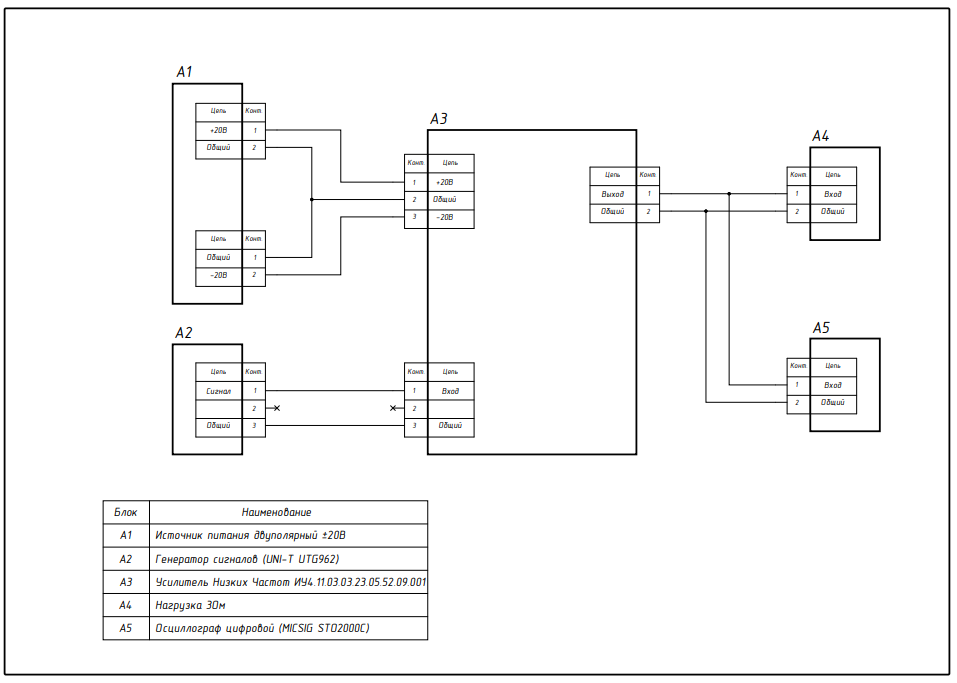 A1
Цепь Конт.
+20В 1
Общий 2
Цепь Конт.
Общий 1
-20В 2
A2
Цепь Конт.
Сигнал 1
2
Общий 3
A3
Конт. Цепь
1 +20В
2 Общий
3 -20В
Конт. Цепь
1 Вход
2
3 Общий
Цепь Конт.
Выход 1
Общий 2
A4
Конт. Цепь
1 Вход
2 Общий
A5
Конт. Цепь
1 Вход
2 Общий
Блок Наименование
A1 Источник питания двуполярный ±20В
A2 Генератор сигналов (UNI-T UTG962)
A3 Усилитель Низких Частот ИУ4.11.03.03.23.05.52.09.001
A4 Нагрузка 3Ом
A5 Осциллограф цифровой (MICSIG STO2000C)